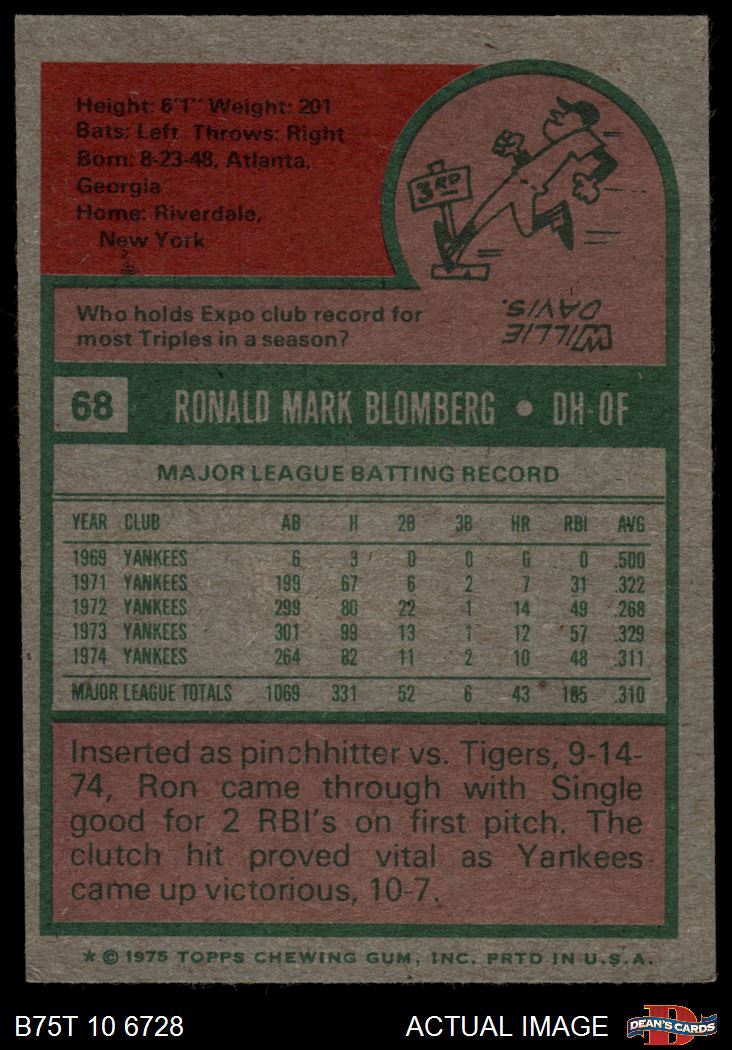 Height: 6'1" Weight: 201
Bats: Left Throws: Right
Born: 8-23-48, Atlanta,
Georgia
Home: Riverdale,
New York
3RD
WILLIE
DAVIS.
Who holds Expo club record for
most Triples in a season?
68 RONALD MARK BLOMBERG • DH-OF
MAJOR LEAGUE BATTING RECORD
YEAR CLUB AB H 2B 3B HR RBI AVG
1969 YANKEES 6 3 0 0 0 0 .500
1971 YANKEES 199 67 6 2 7 31 .322
1972 YANKEES 299 80 22 1 14 49 .268
1973 YANKEES 301 99 13 1 12 57 .329
1974 YANKEES 264 82 11 2 10 48 .311
MAJOR LEAGUE TOTALS 1069 331 52 6 43 185 .310
Inserted as pinchhitter vs. Tigers, 9-14-
74, Ron came through with Single
good for 2 RBI's on first pitch. The
clutch hit proved vital as Yankees
came up victorious, 10-7.
* © 1975 TOPPS CHEWING GUM, INC. PRTD IN U.S.A.
B75T 10 6728 ACTUAL IMAGE
DEAN'S CARDS